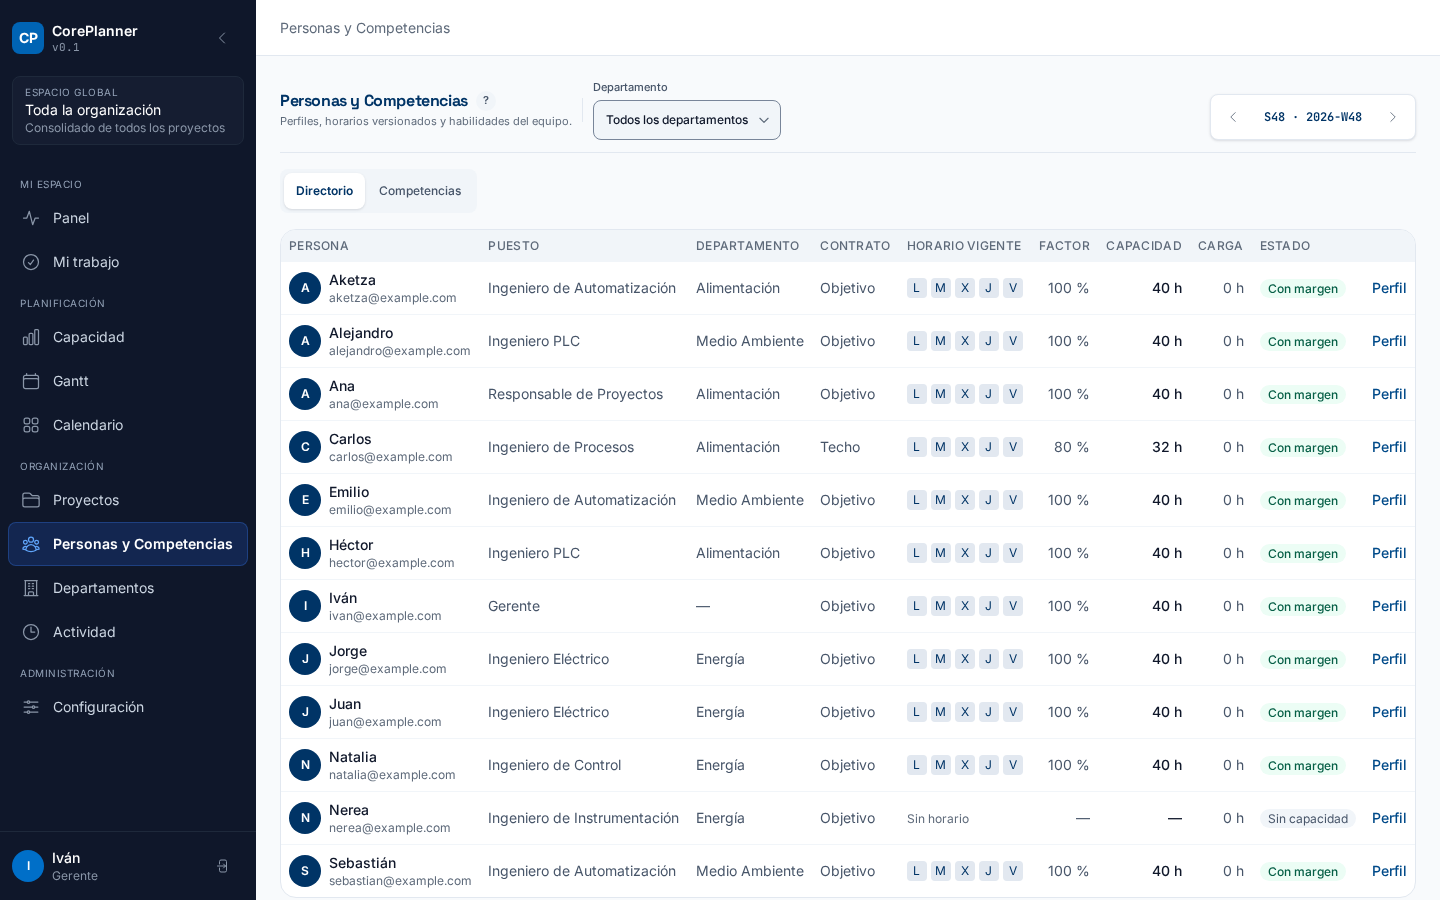 CP
CorePlanner
v0.1
ESPACIO GLOBAL
Toda la organización
Consolidado de todos los proyectos
MI ESPACIO
Panel
Mi trabajo
PLANIFICACIÓN
Capacidad
Gantt
Calendario
ORGANIZACIÓN
Proyectos
Personas y Competencias
Departamentos
Actividad
ADMINISTRACIÓN
Configuración
I
Iván
Gerente
Personas y Competencias
Personas y Competencias ?
Perfiles, horarios versionados y habilidades del equipo.
Departamento
Todos los departamentos
S48 · 2026-W48
Directorio Competencias
PERSONA PUESTO DEPARTAMENTO CONTRATO HORARIO VIGENTE FACTOR CAPACIDAD CARGA ESTADO
A Aketza Ingeniero de Automatización Alimentación Objetivo L M X J V 100 % 40 h 0 h Con margen Perfil
aketza@example.com
A Alejandro Ingeniero PLC Medio Ambiente Objetivo L M X J V 100 % 40 h 0 h Con margen Perfil
alejandro@example.com
A Ana Responsable de Proyectos Alimentación Objetivo L M X J V 100 % 40 h 0 h Con margen Perfil
ana@example.com
C Carlos Ingeniero de Procesos Alimentación Techo L M X J V 80 % 32 h 0 h Con margen Perfil
carlos@example.com
E Emilio Ingeniero de Automatización Medio Ambiente Objetivo L M X J V 100 % 40 h 0 h Con margen Perfil
emilio@example.com
H Héctor Ingeniero PLC Alimentación Objetivo L M X J V 100 % 40 h 0 h Con margen Perfil
hector@example.com
I Iván Gerente — Objetivo L M X J V 100 % 40 h 0 h Con margen Perfil
ivan@example.com
J Jorge Ingeniero Eléctrico Energía Objetivo L M X J V 100 % 40 h 0 h Con margen Perfil
jorge@example.com
J Juan Ingeniero Eléctrico Energía Objetivo L M X J V 100 % 40 h 0 h Con margen Perfil
juan@example.com
N Natalia Ingeniero de Control Energía Objetivo L M X J V 100 % 40 h 0 h Con margen Perfil
natalia@example.com
N Nerea Ingeniero de Instrumentación Energía Objetivo Sin horario — — 0 h Sin capacidad Perfil
nerea@example.com
S Sebastián Ingeniero de Automatización Medio Ambiente Objetivo L M X J V 100 % 40 h 0 h Con margen Perfil
sebastian@example.com